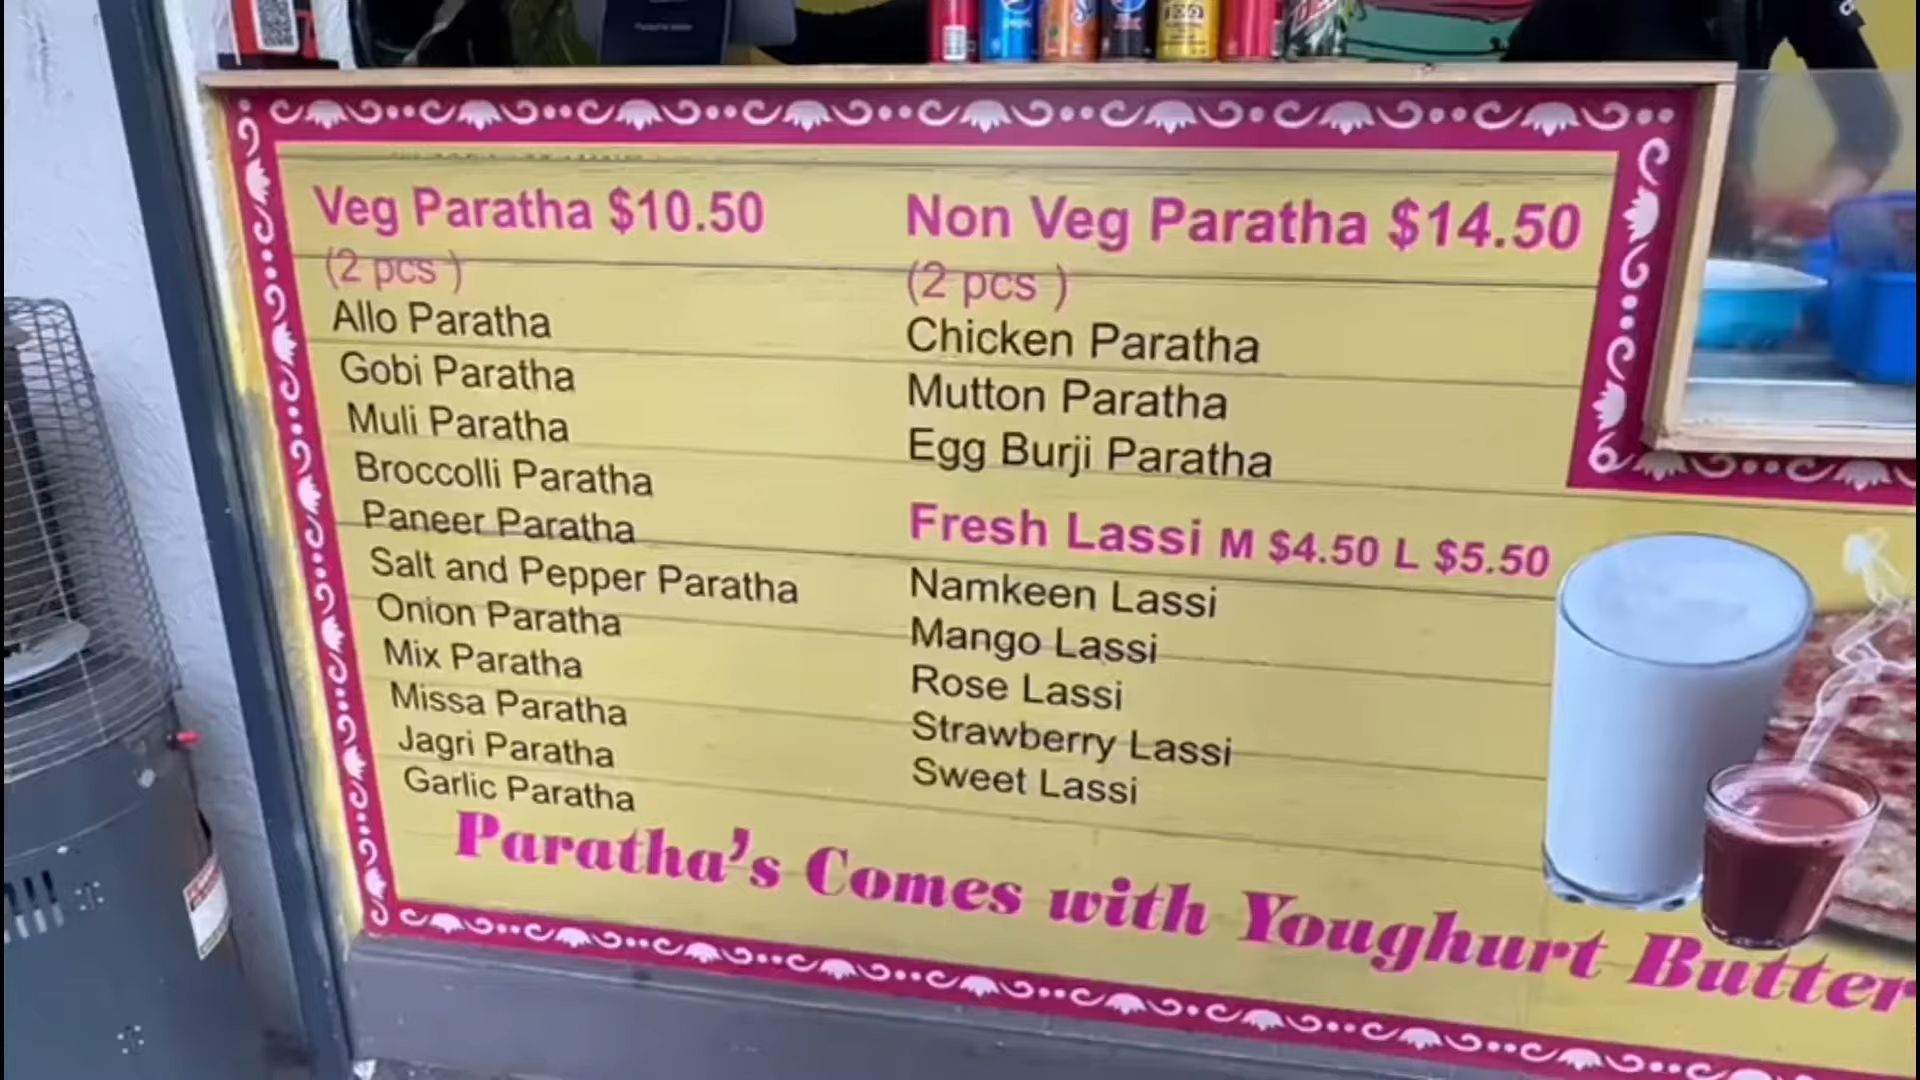 Veg Paratha $10.50
(2 pcs )
Allo Paratha
Gobi Paratha
Muli Paratha
Broccolli Paratha
Paneer Paratha
Salt and Pepper Paratha
Onion Paratha
Mix Paratha
Missa Paratha
Jagri Paratha
Garlic Paratha
Non Veg Paratha $14.50
(2 pcs )
Chicken Paratha
Mutton Paratha
Egg Burji Paratha
Fresh Lassi M $4.50 L $5.50
Namkeen Lassi
Mango Lassi
Rose Lassi
Strawberry Lassi
Sweet Lassi
Paratha's Comes with Youghurt Butter